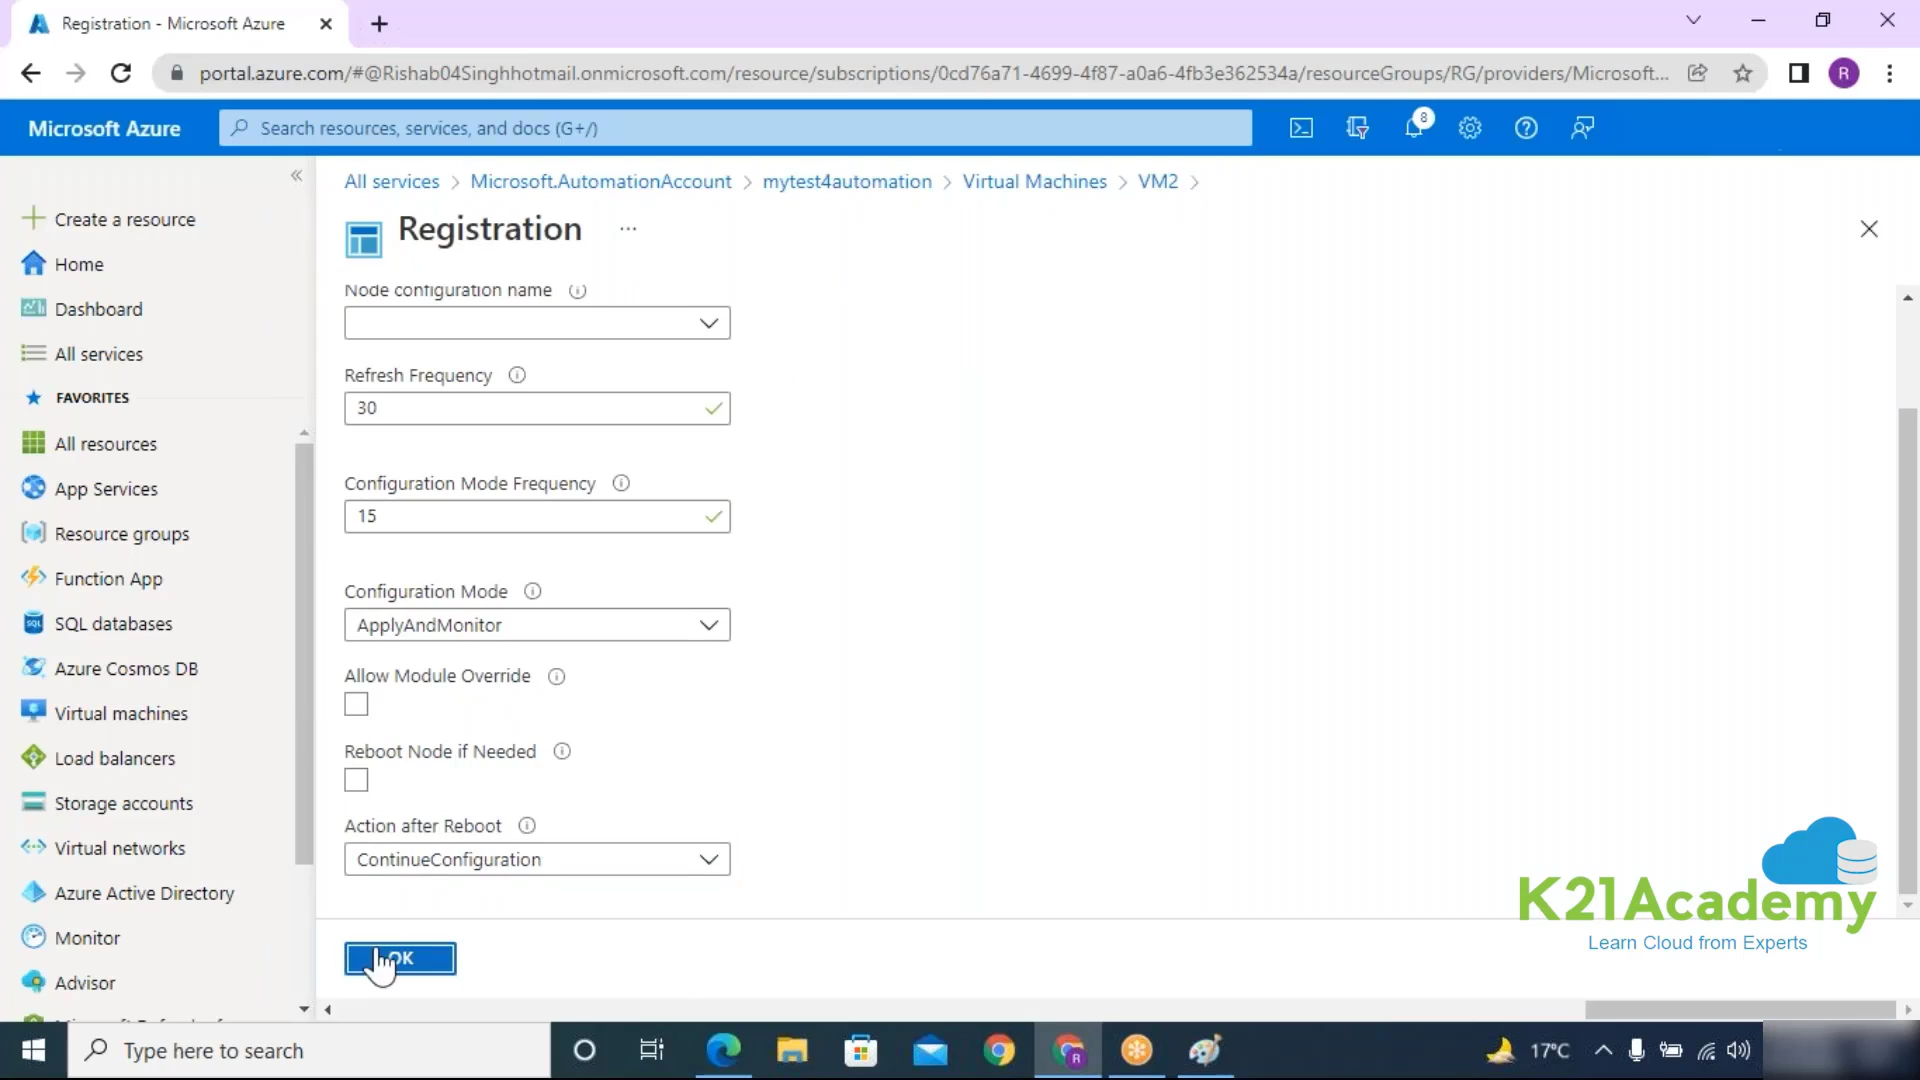 Registration - Microsoft Azure
portal.azure.com/#@Rishab04Singhhotmail.onmicrosoft.com/resource/subscriptions/0cd76a71-4699-4f87-a0a6-4fb3e362534a/resourceGroups/RG/providers/Microsoft...
R
Microsoft Azure
Search resources, services, and docs (G+/)
8
All services > Microsoft.AutomationAccount > mytest4automation > Virtual Machines > VM2 >
Registration ...
Create a resource
Home
Dashboard
All services
FAVORITES
All resources
App Services
Resource groups
Function App
SQL databases
Azure Cosmos DB
Virtual machines
Load balancers
Storage accounts
Virtual networks
Azure Active Directory
Monitor
Advisor
Node configuration name
Refresh Frequency
30
Configuration Mode Frequency
15
Configuration Mode
ApplyAndMonitor
Allow Module Override
Reboot Node if Needed
Action after Reboot
ContinueConfiguration
OK
K21Academy
Learn Cloud from Experts
Type here to search
R
17°C